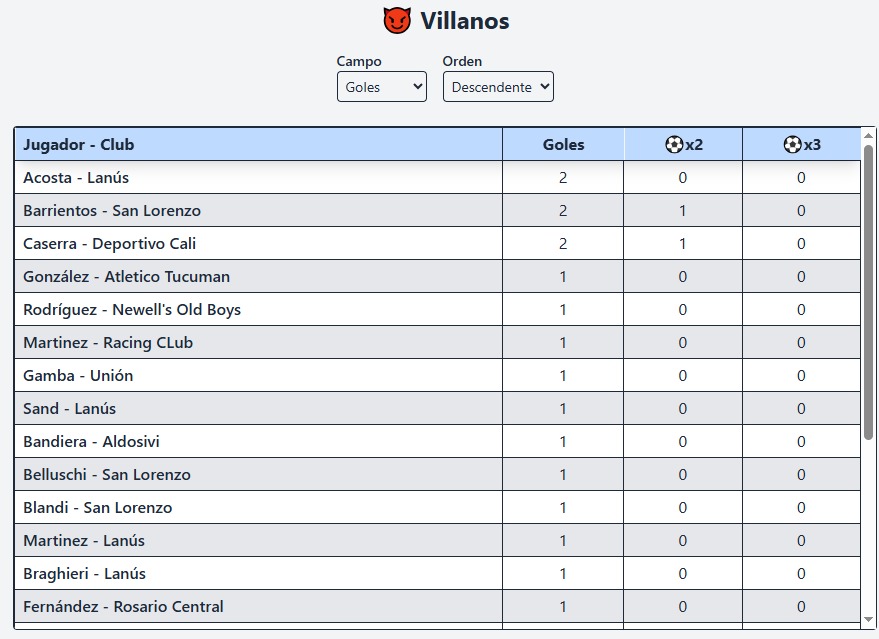 Villanos
Campo Orden
Goles Descendente
Jugador - Club Goles x2 x3
Acosta - Lanús 2 0 0
Barrientos - San Lorenzo 2 1 0
Caserra - Deportivo Cali 2 1 0
González - Atletico Tucuman 1 0 0
Rodríguez - Newell's Old Boys 1 0 0
Martinez - Racing CLub 1 0 0
Gamba - Unión 1 0 0
Sand - Lanús 1 0 0
Bandiera - Aldosivi 1 0 0
Belluschi - San Lorenzo 1 0 0
Blandi - San Lorenzo 1 0 0
Martinez - Lanús 1 0 0
Braghieri - Lanús 1 0 0
Fernández - Rosario Central 1 0 0